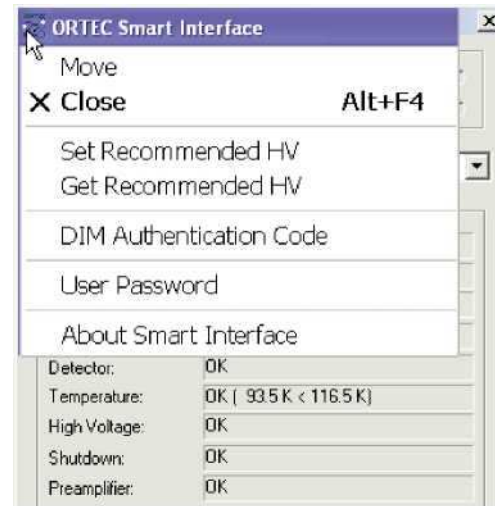 ORTEC Smart Interface
Move
X Close Alt+F4
Set Recommended HV
Get Recommended HV
DIM Authentication Code
User Password
About Smart Interface
Detector: OK
Temperature: OK ( 93.5 K < 116.5 K)
High Voltage: OK
Shutdown: OK
Preamplifier: OK